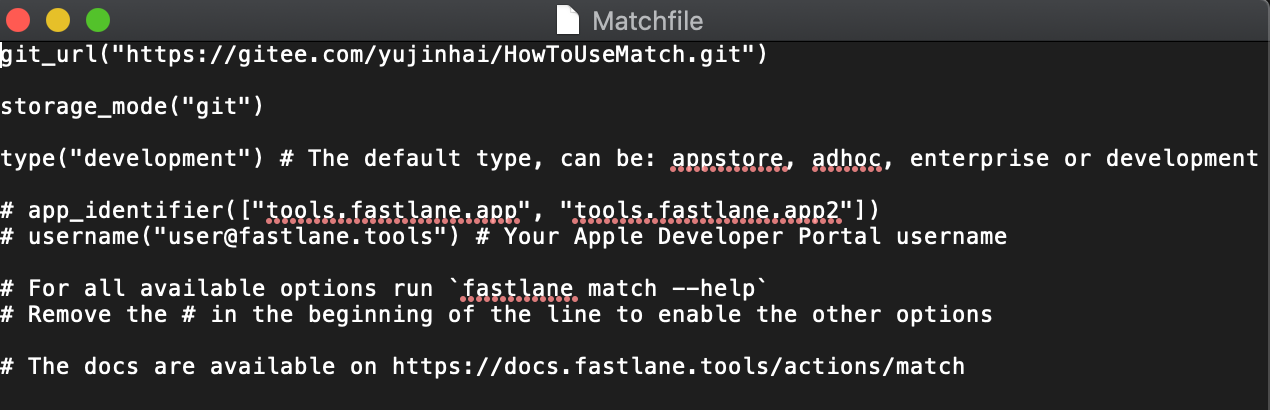 Matchfile
git_url("https://gitee.com/yujinhai/HowToUseMatch.git")
storage_mode("git")
type("development") # The default type, can be: appstore, adhoc, enterprise or development
# app_identifier(["tools.fastlane.app", "tools.fastlane.app2"])
# username("user@fastlane.tools") # Your Apple Developer Portal username
# For all available options run `fastlane match --help`
# Remove the # in the beginning of the line to enable the other options
# The docs are available on https://docs.fastlane.tools/actions/match